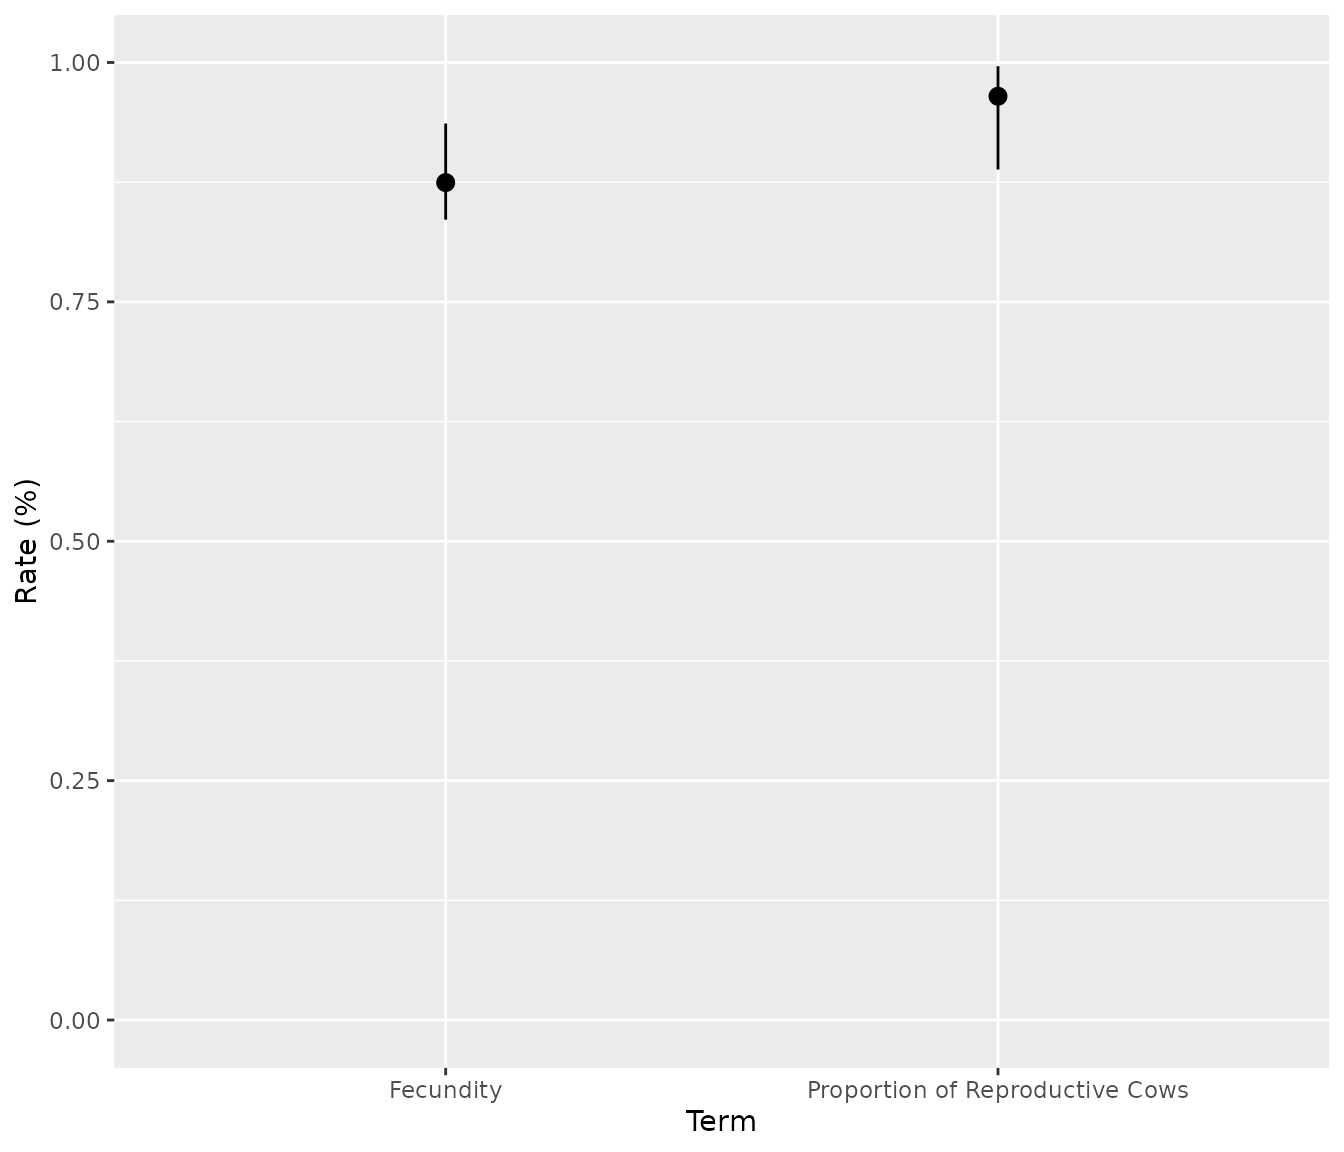 1.00
0.75
0.50
0.25
0.00
Rate (%)
Fecundity
Proportion of Reproductive Cows
Term